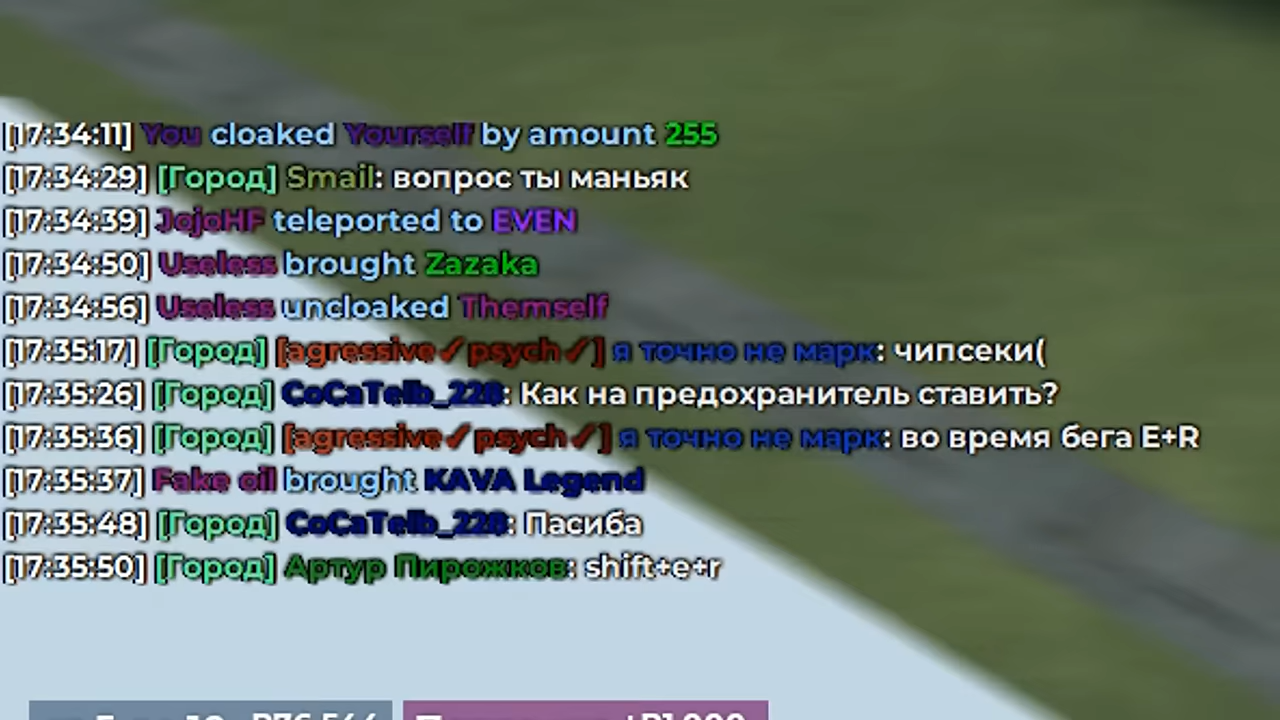 [17:34:11] You cloaked Yourself by amount 255
[17:34:29] [Город] Smail: вопрос ты маньяк
[17:34:39] JojoHF teleported to EVEN
[17:34:50] Useless brought Zazaka
[17:34:56] Useless uncloaked Themself
[17:35:17] [Город] [agressive✓psych✓] я точно не марк: чипсеки(
[17:35:26] [Город] CoCaTelb_228: Как на предохранитель ставить?
[17:35:36] [Город] [agressive✓psych✓] я точно не марк: во время бега E+R
[17:35:37] Fake oil brought KAVA Legend
[17:35:48] [Город] CoCaTelb_228: Пасиба
[17:35:50] [Город] Артур Пирожков: shift+e+r